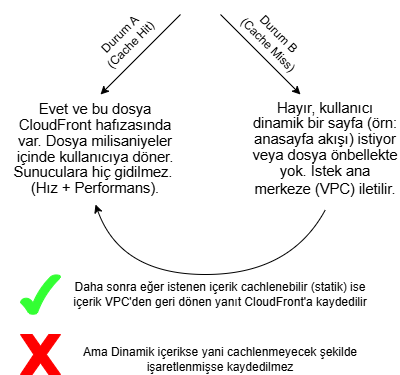 Durum A
(Cache Hit)
Durum B
(Cache Miss)
Evet ve bu dosya
CloudFront hafızasında
var. Dosya milisaniyeler
içinde kullanıcıya döner.
Sunuculara hiç gidilmez.
(Hız + Performans).
Hayır, kullanıcı
dinamik bir sayfa (örn:
anasayfa akışı) istiyor
veya dosya önbellekte
yok. İstek ana
merkeze (VPC) iletilir.
Daha sonra eğer istenen içerik cachlenebilir (statik) ise
içerik VPC'den geri dönen yanıt CloudFront'a kaydedilir
Ama Dinamik içerikse yani cachlenmeyecek şekilde
işaretlenmişse kaydedilmez